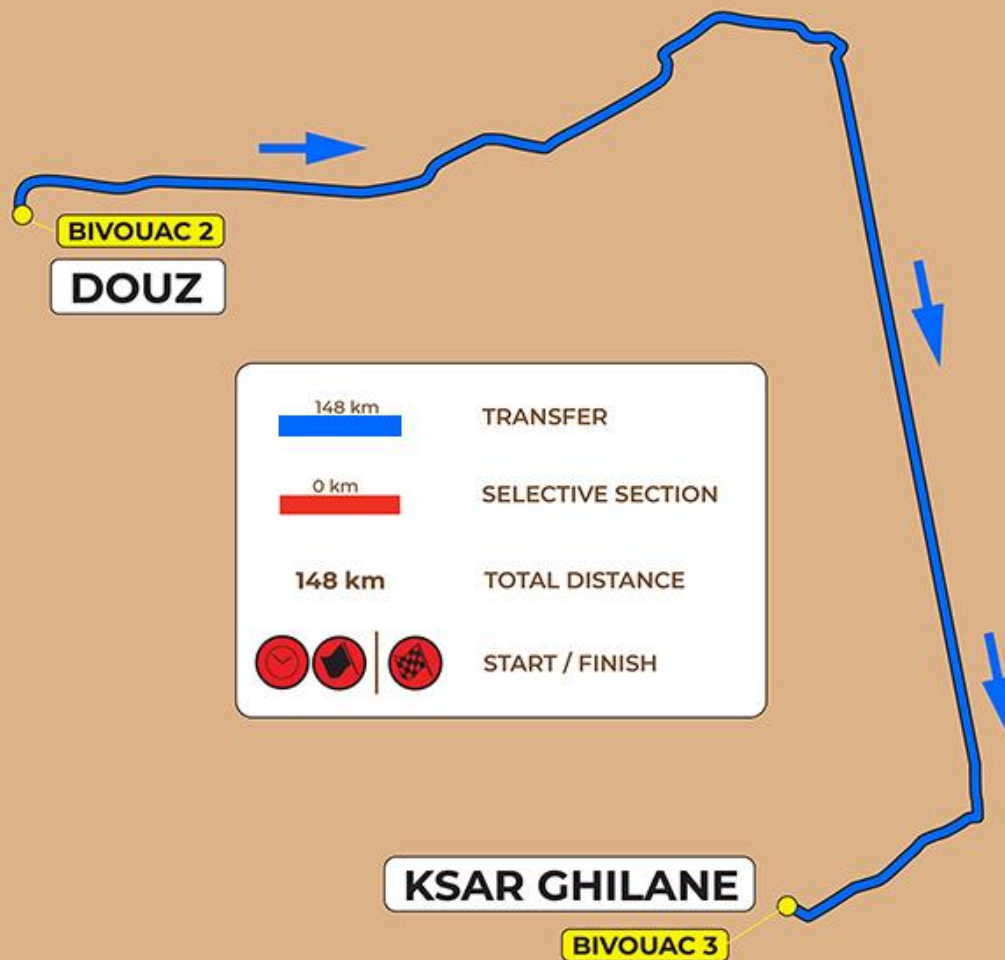 BIVOUAC 2
DOUZ
148 km
TRANSFER
0 km
SELECTIVE SECTION
148 km
TOTAL DISTANCE
START / FINISH
KSAR GHILANE
BIVOUAC 3